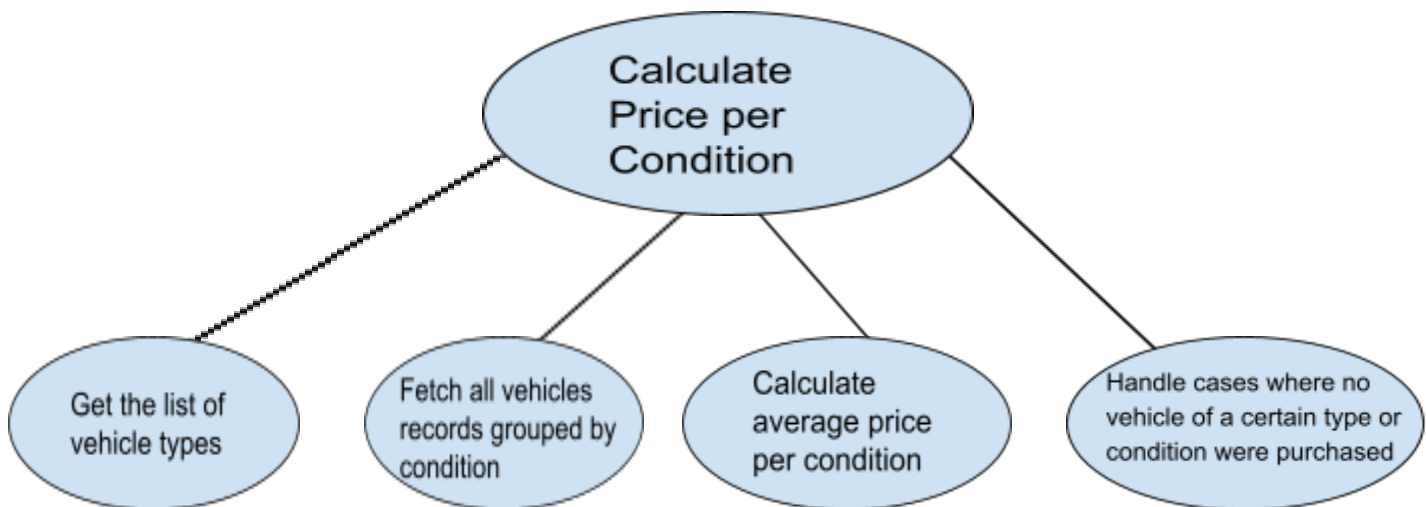 Calculate
Price per
Condition
Get the list of
vehicle types
Fetch all vehicles
records grouped by
condition
Calculate
average price
per condition
Handle cases where no
vehicle of a certain type or
condition were purchased